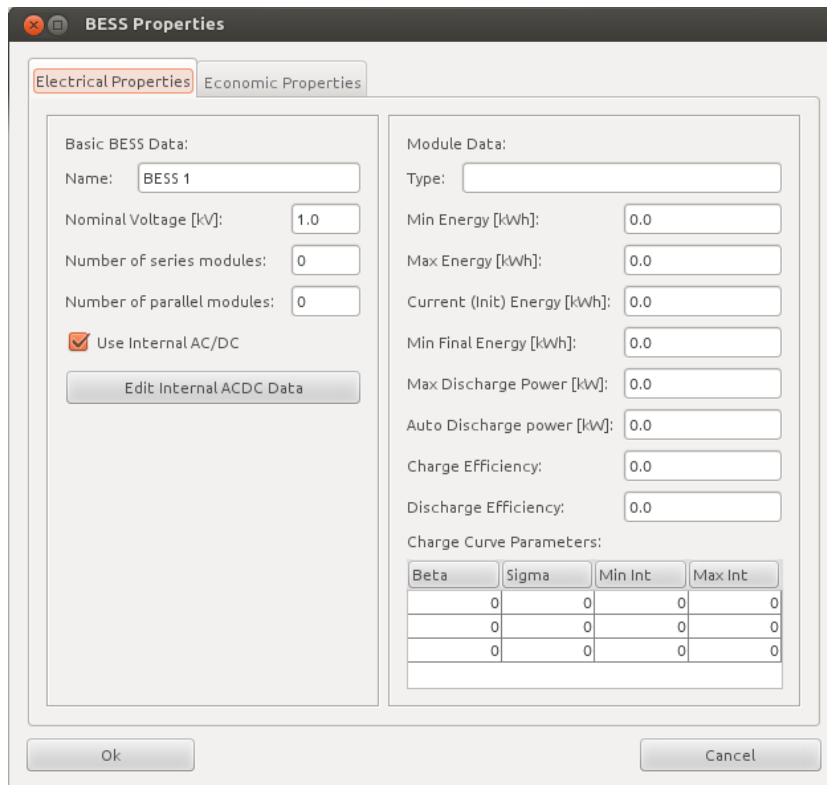 BESS Properties
Electrical Properties
Economic Properties
Basic BESS Data:
Name: BESS 1
Nominal Voltage [kV]: 1.0
Number of series modules: 0
Number of parallel modules: 0
Use Internal AC/DC
Edit Internal ACDC Data
Module Data:
Type:
Min Energy [kWh]: 0.0
Max Energy [kWh]: 0.0
Current (Init) Energy [kWh]: 0.0
Min Final Energy [kWh]: 0.0
Max Discharge Power [kW]: 0.0
Auto Discharge power [kW]: 0.0
Charge Efficiency: 0.0
Discharge Efficiency: 0.0
Charge Curve Parameters:
Beta Sigma Min Int Max Int
0 0 0 0
0 0 0 0
0 0 0 0
Ok
Cancel